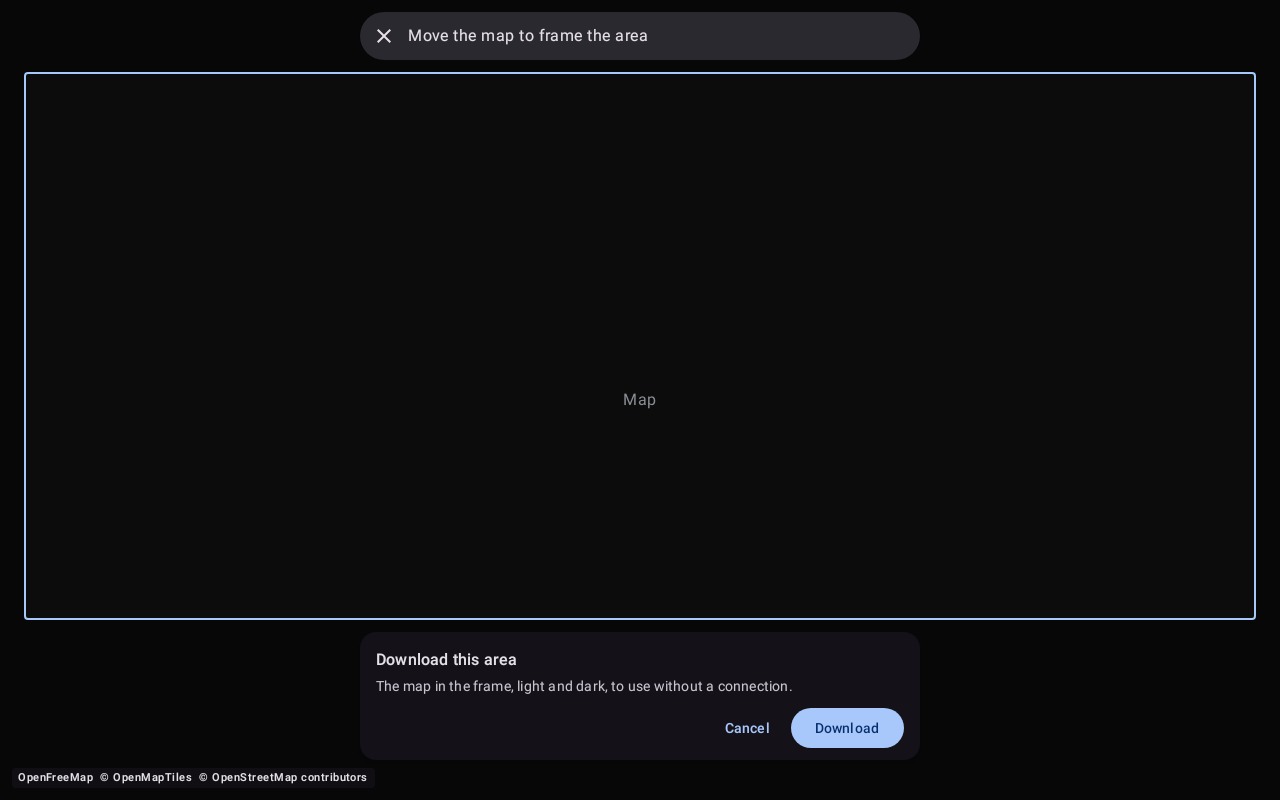 Move the map to frame the area
Map
Download this area
The map in the frame, light and dark, to use without a connection.
Cancel Download
OpenFreeMap © OpenMapTiles © OpenStreetMap contributors